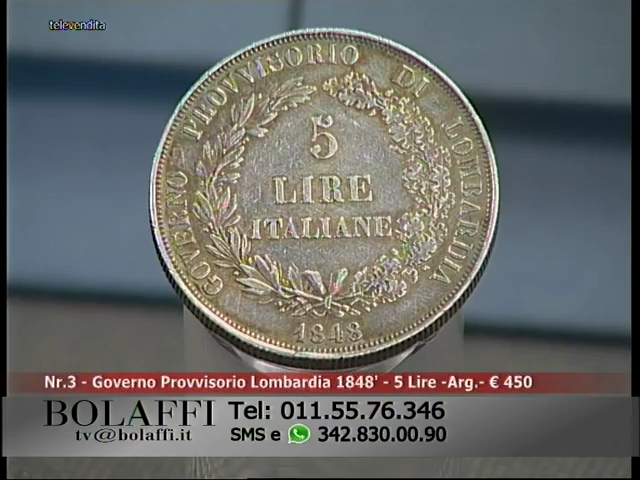 televendita
GOVERNO PROVVISORIO DI LOMBARDIA
5
LIRE
ITALIANE
1848
Nr.3 - Governo Provvisorio Lombardia 1848' - 5 Lire -Arg.- € 450
BOLAFFI Tel: 011.55.76.346
tv@bolaffi.it SMS e 342.830.00.90